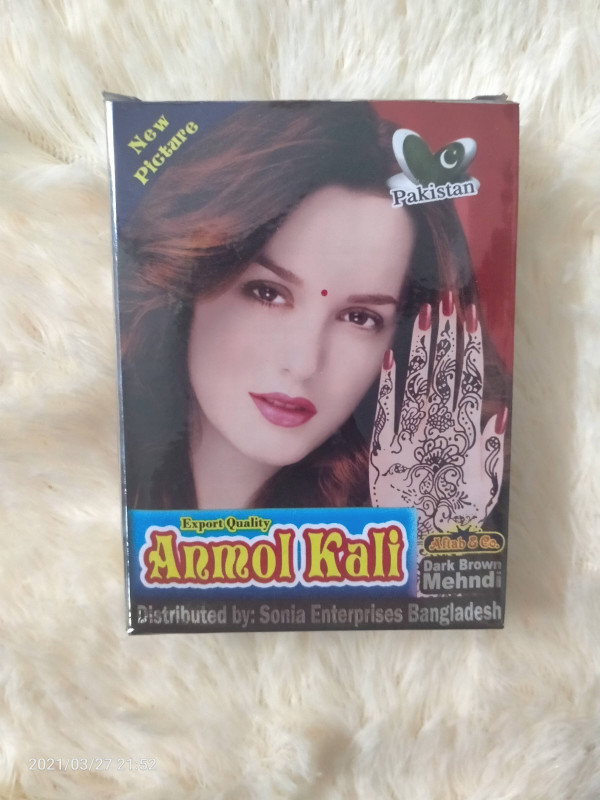 New
Picture
Pakistan
Export Quality
Anmol Kali
Aftab & Co.
Dark Brown
Mehndi
Distributed by: Sonia Enterprises Bangladesh
2021/03/27 21:52